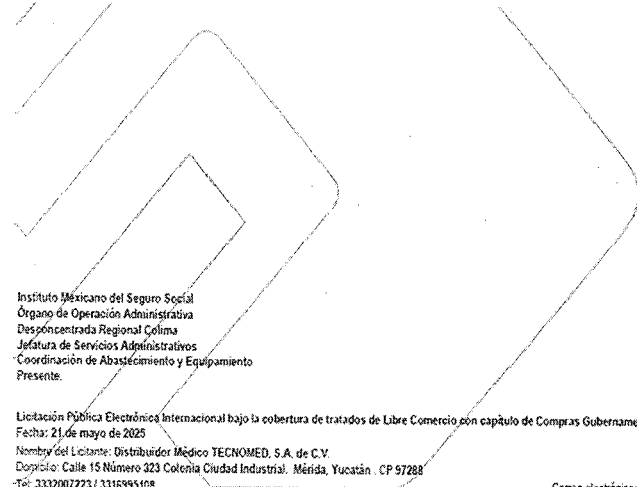 Instituto Mexicano del Seguro Social
Órgano de Operación Administrativa
Desconcentrada Regional Colima
Jefatura de Servicios Administrativos
Coordinación de Abastecimiento y Equipamiento
Presente.
Licitación Pública Electrónica Internacional bajo la cobertura de tratados de Libre Comercio con capítulo de Compras Gubername
Fecha: 21 de mayo de 2025
Nombre del Licitante: Distribuidor Médico TECNOMED, S.A. de C.V.
Domicilio: Calle 15 Número 323 Colonia Ciudad Industrial. Mérida, Yucatán . CP 97288
Tel: 3332007223 / 3316995108
Correo electrónico: